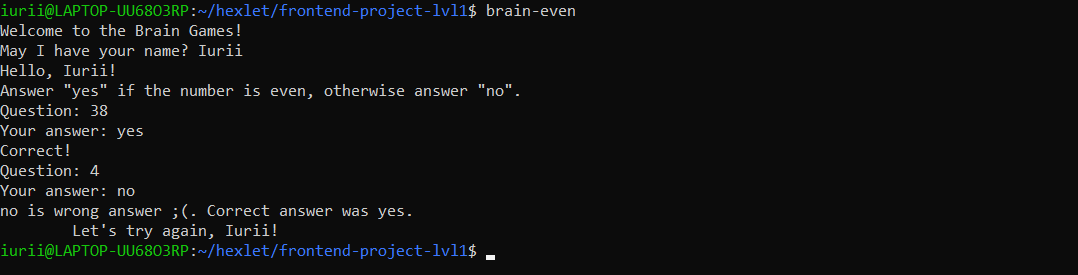 iurii@LAPTOP-UU68O3RP:~/hexlet/frontend-project-lvl1$ brain-even
Welcome to the Brain Games!
May I have your name? Iurii
Hello, Iurii!
Answer "yes" if the number is even, otherwise answer "no".
Question: 38
Your answer: yes
Correct!
Question: 4
Your answer: no
no is wrong answer ;(. Correct answer was yes.
        Let's try again, Iurii!
iurii@LAPTOP-UU68O3RP:~/hexlet/frontend-project-lvl1$